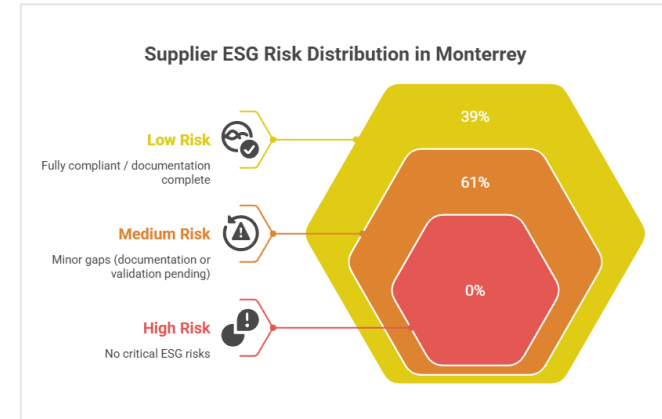 Supplier ESG Risk Distribution in Monterrey
39%
Low Risk
Fully compliant / documentation
complete
61%
Medium Risk
Minor gaps (documentation or
validation pending)
0%
High Risk
No critical ESG risks